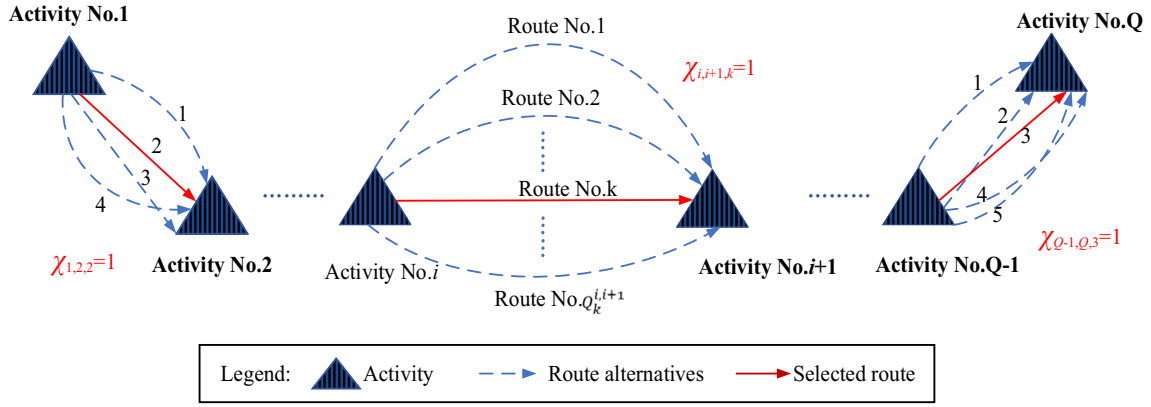 Activity No.1
Route No.1
Activity No.Q
χi,i+1,k=1
1
2
3
4
Route No.2
1
2
3
4
5
Route No.k
χ1,2,2=1
Activity No.2
Activity No.i
Activity No.i+1
Activity No.Q-1
χQ-1,Q,3=1
Route No.Q_k^{i,i+1}
Legend: Activity Route alternatives Selected route